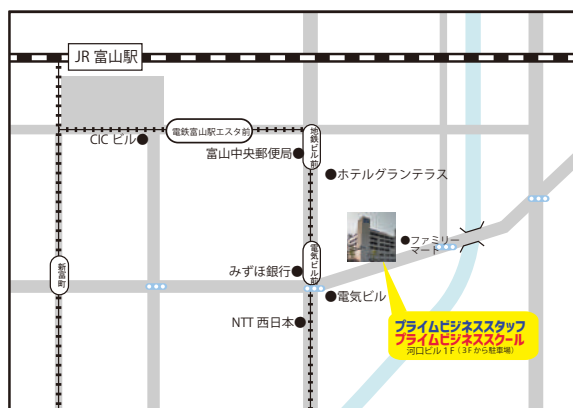 JR 富山駅
電鉄富山駅エスタ前
地鉄ビル前
CIC ビル
富山中央郵便局
ホテルグランテラス
ファミリー
マート
新富町
みずほ銀行
電気ビル前
電気ビル
NTT 西日本
プライムビジネススタッフ
プライムビジネススクール
河口ビル1F（3Fから駐車場）